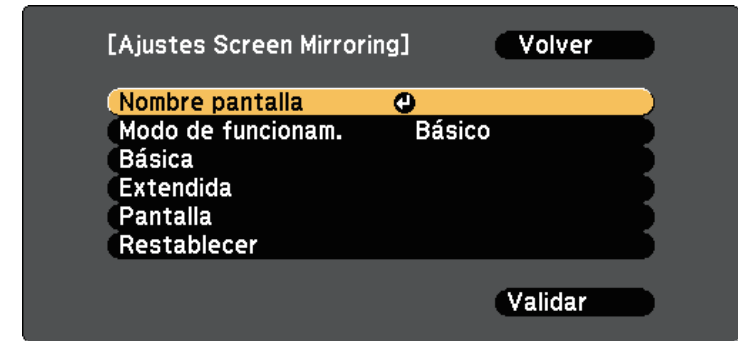 [Ajustes Screen Mirroring] Volver
Nombre pantalla
Modo de funcionam. Básico
Básica
Extendida
Pantalla
Restablecer
Validar